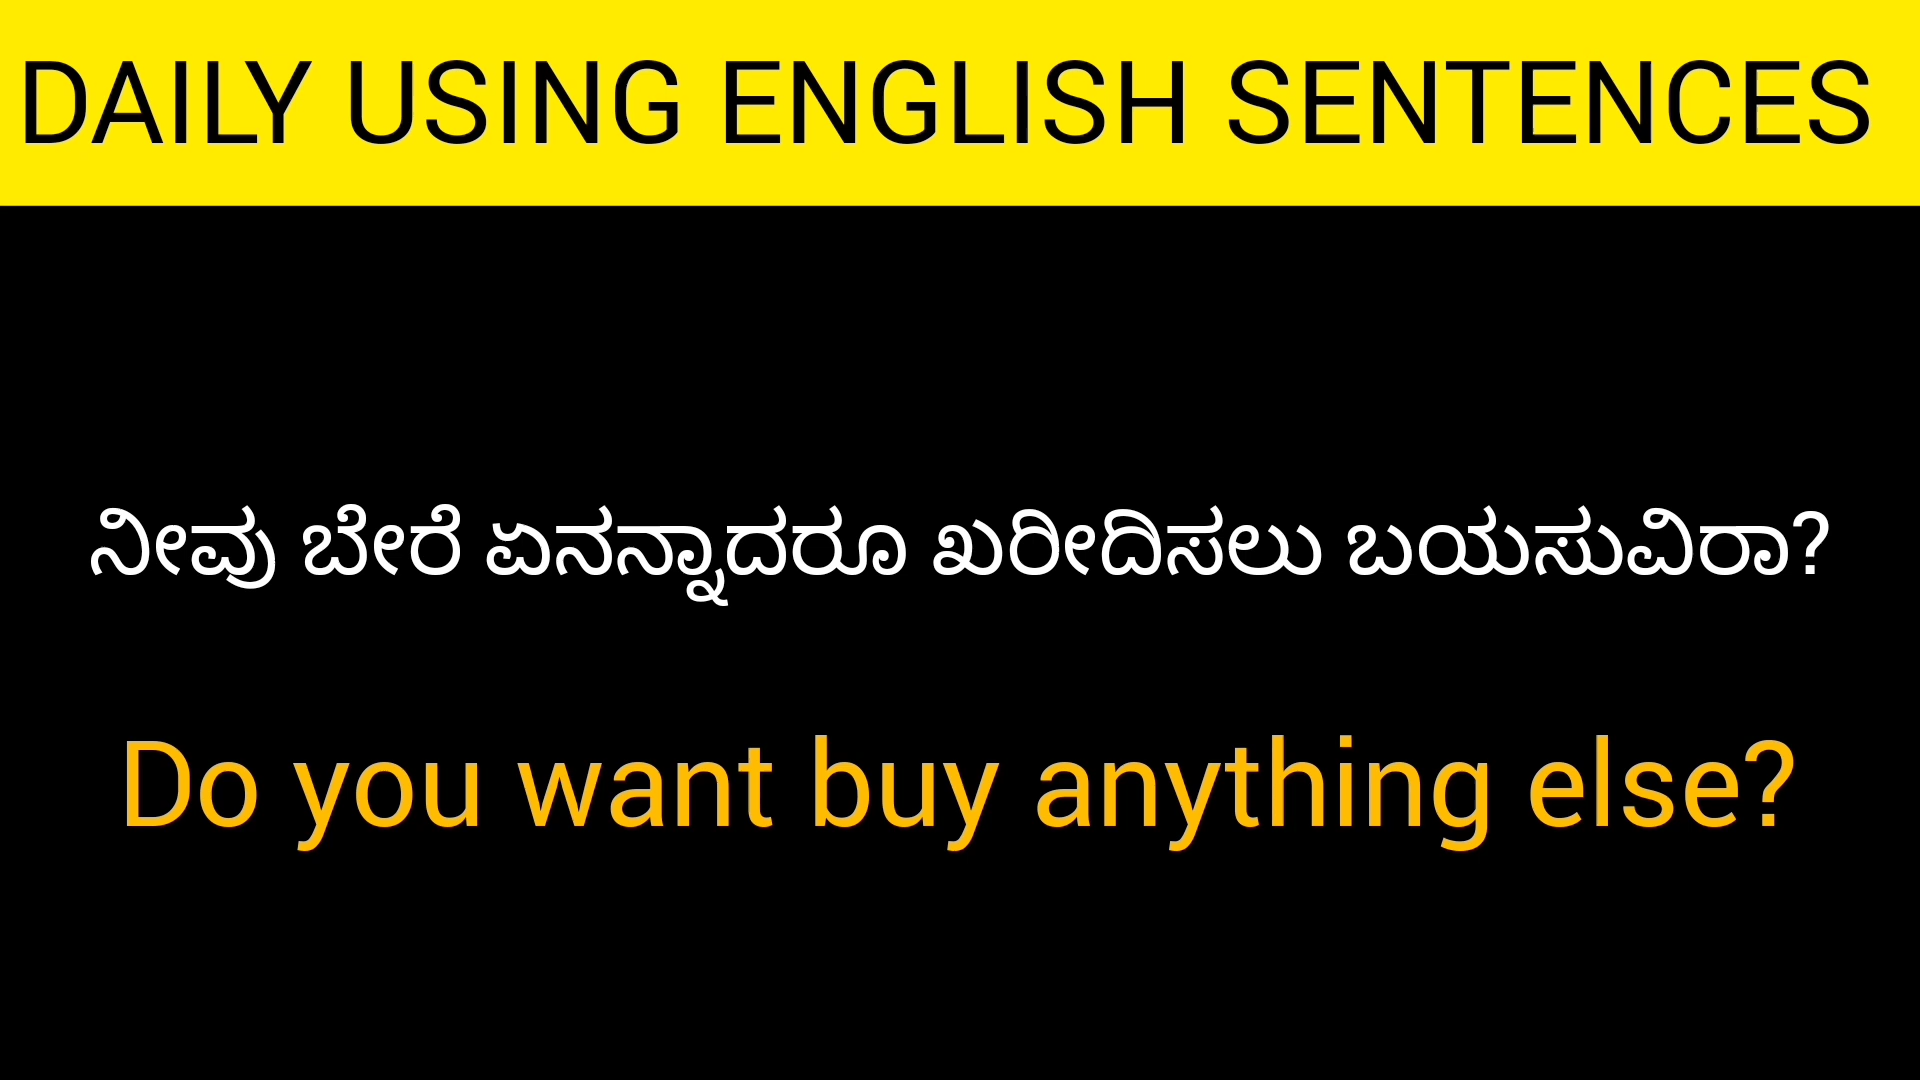 DAILY USING ENGLISH SENTENCES
ನೀವು ಬೇರೆ ಏನನ್ನಾದರೂ ಖರೀದಿಸಲು ಬಯಸುವಿರಾ?
Do you want buy anything else?